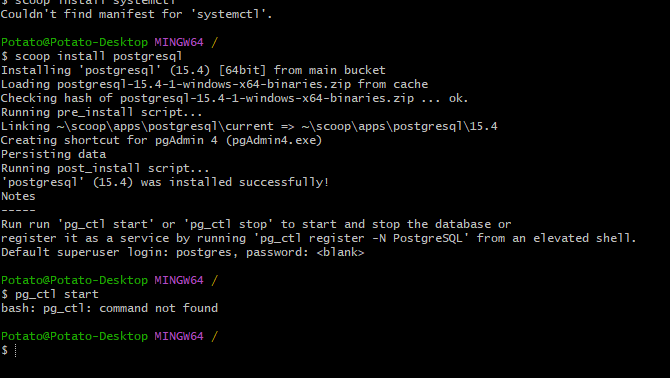 $ scoop install systemctl
Couldn't find manifest for 'systemctl'.
Potato@Potato-Desktop MINGW64 /
$ scoop install postgresql
Installing 'postgresql' (15.4) [64bit] from main bucket
Loading postgresql-15.4-1-windows-x64-binaries.zip from cache
Checking hash of postgresql-15.4-1-windows-x64-binaries.zip ... ok.
Running pre_install script...
Linking ~\scoop\apps\postgresql\current => ~\scoop\apps\postgresql\15.4
Creating shortcut for pgAdmin 4 (pgAdmin4.exe)
Persisting data
Running post_install script...
'postgresql' (15.4) was installed successfully!
Notes
-----
Run run 'pg_ctl start' or 'pg_ctl stop' to start and stop the database or
register it as a service by running 'pg_ctl register -N PostgreSQL' from an elevated shell.
Default superuser login: postgres, password: <blank>
Potato@Potato-Desktop MINGW64 /
$ pg_ctl start
bash: pg_ctl: command not found
Potato@Potato-Desktop MINGW64 /
$